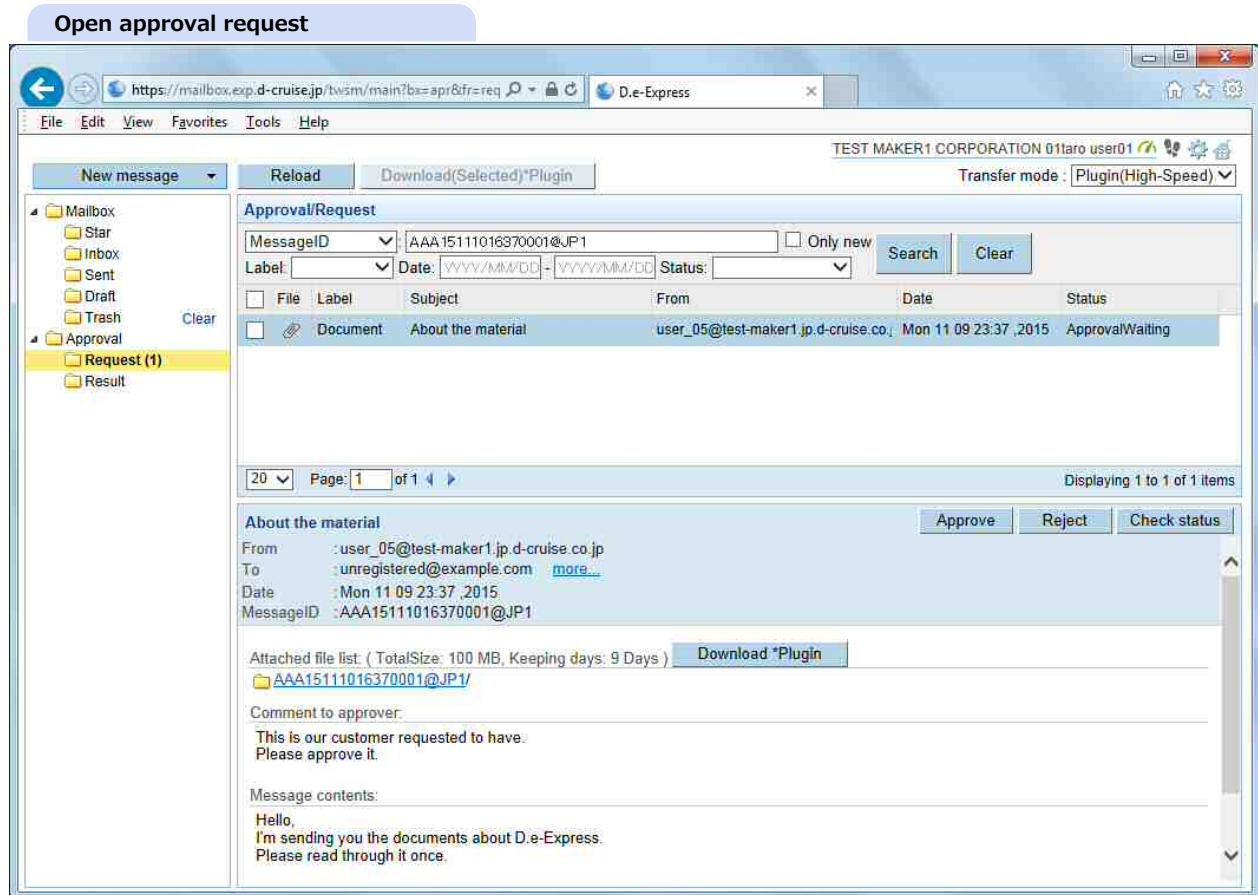 Open approval request
https://mailbox.exp.d-cruise.jp/twsm/main?bx=apr&fr=req
D.e-Express
File Edit View Favorites Tools Help
TEST MAKER1 CORPORATION 01taro user01
New message Reload Download(Selected)*Plugin Transfer mode : Plugin(High-Speed)
Mailbox
Star
Inbox
Sent
Draft
Trash Clear
Approval
Request (1)
Result
Approval/Request
MessageID : AAA15111016370001@JP1 Only new Search Clear
Label: Date: YYYY/MM/DD - YYYY/MM/DD Status:
File Label Subject From Date Status
Document About the material user_05@test-maker1.jp.d-cruise.co.j Mon 11 09 23:37 ,2015 ApprovalWaiting
20 Page: 1 of 1 Displaying 1 to 1 of 1 items
About the material Approve Reject Check status
From :user_05@test-maker1.jp.d-cruise.co.jp
To :unregistered@example.com more...
Date :Mon 11 09 23:37 ,2015
MessageID :AAA15111016370001@JP1
Attached file list: ( TotalSize: 100 MB, Keeping days: 9 Days ) Download *Plugin
AAA15111016370001@JP1/
Comment to approver:
This is our customer requested to have.
Please approve it.
Message contents:
Hello,
I'm sending you the documents about D.e-Express.
Please read through it once.